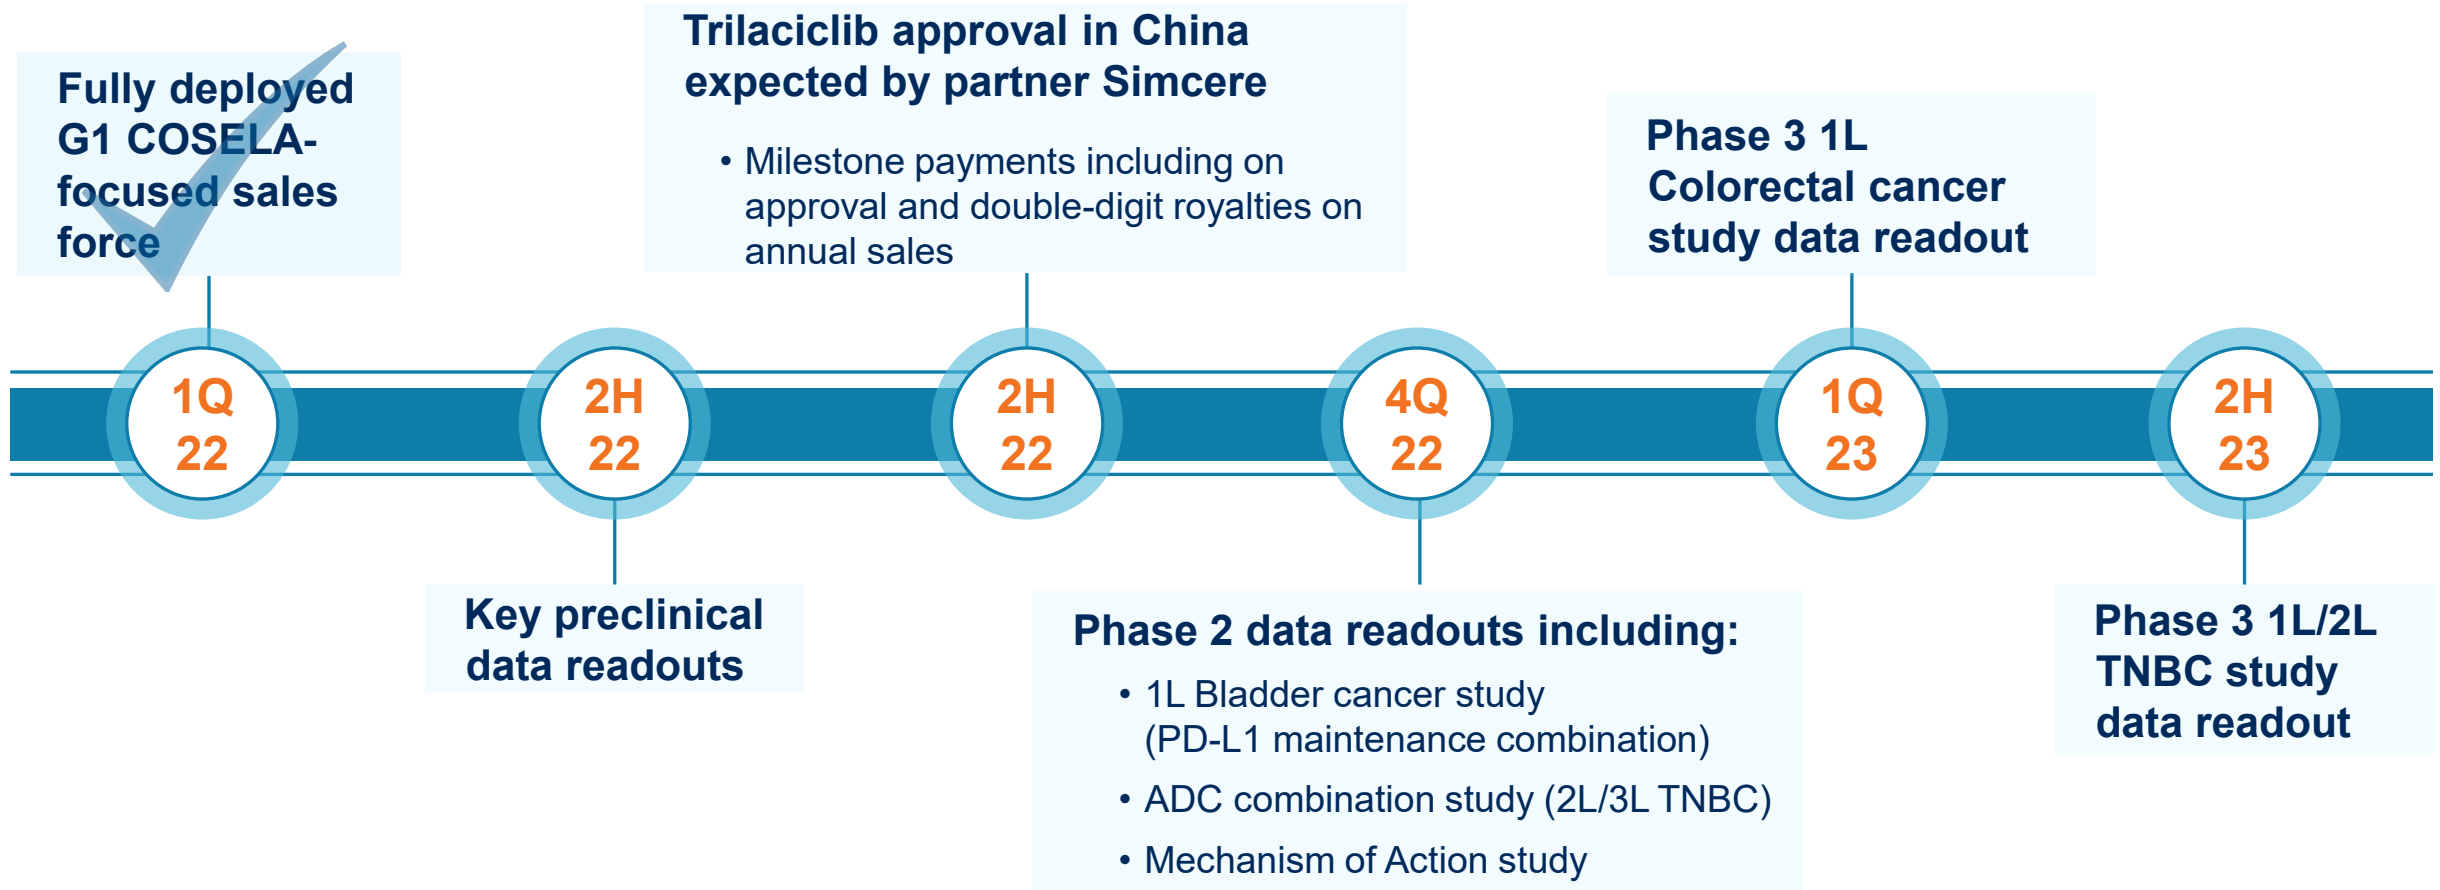 Fully deployed
G1 COSELA-
focused sales
force
Trilaciclib approval in China
expected by partner Simcere
• Milestone payments including on
approval and double-digit royalties on
annual sales
Phase 3 1L
Colorectal cancer
study data readout
1Q
22
2H
22
2H
22
4Q
22
1Q
23
2H
23
Key preclinical
data readouts
Phase 2 data readouts including:
• 1L Bladder cancer study
(PD-L1 maintenance combination)
• ADC combination study (2L/3L TNBC)
• Mechanism of Action study
Phase 3 1L/2L
TNBC study
data readout